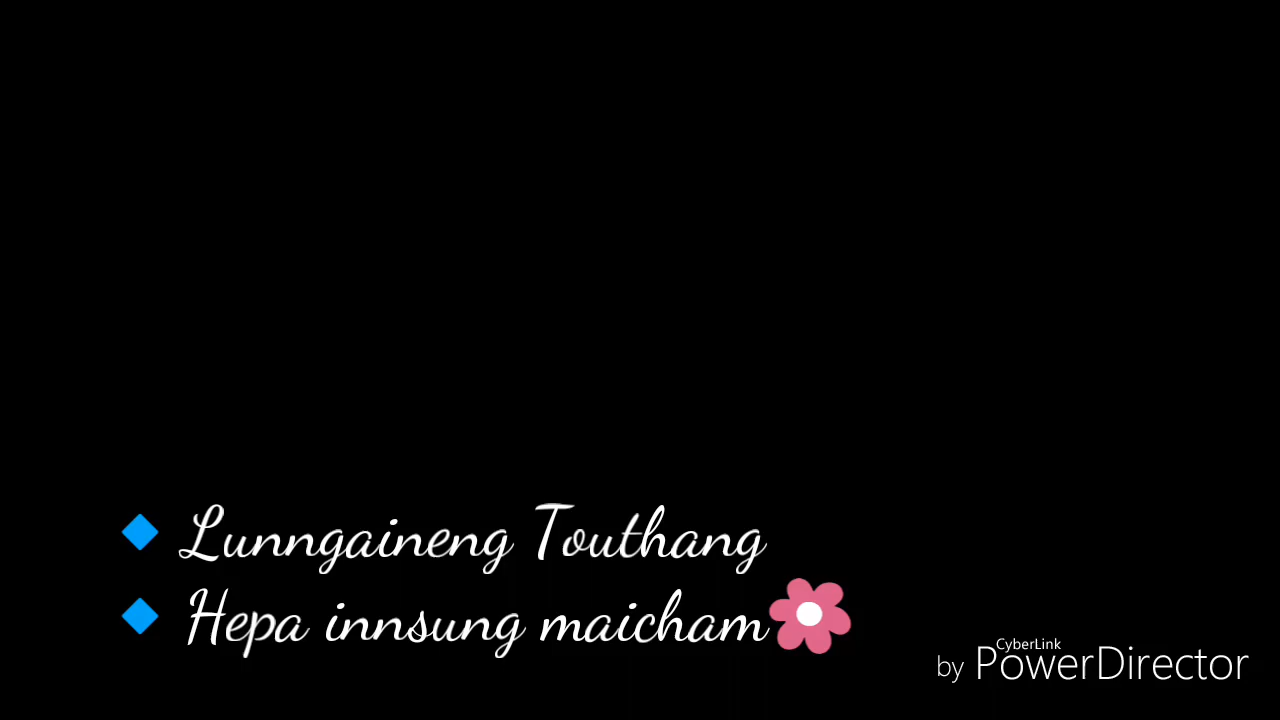 🔷 Lunngaineng Touthang
🔷 Hepa innsung maicham🌸
by CyberLink PowerDirector